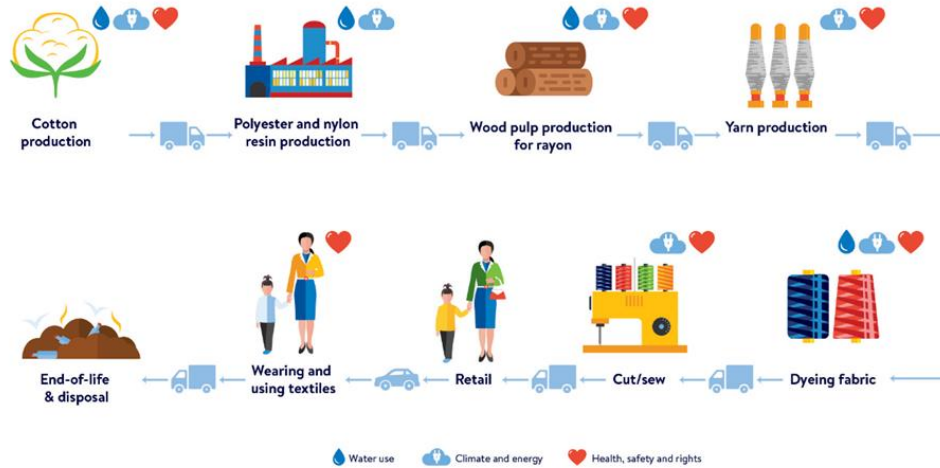 Cotton
production
Polyester and nylon
resin production
Wood pulp production
for rayon
Yarn production
End-of-life
& disposal
Wearing and
using textiles
Retail
Cut/sew
Dyeing fabric
Water use
Climate and energy
Health, safety and rights